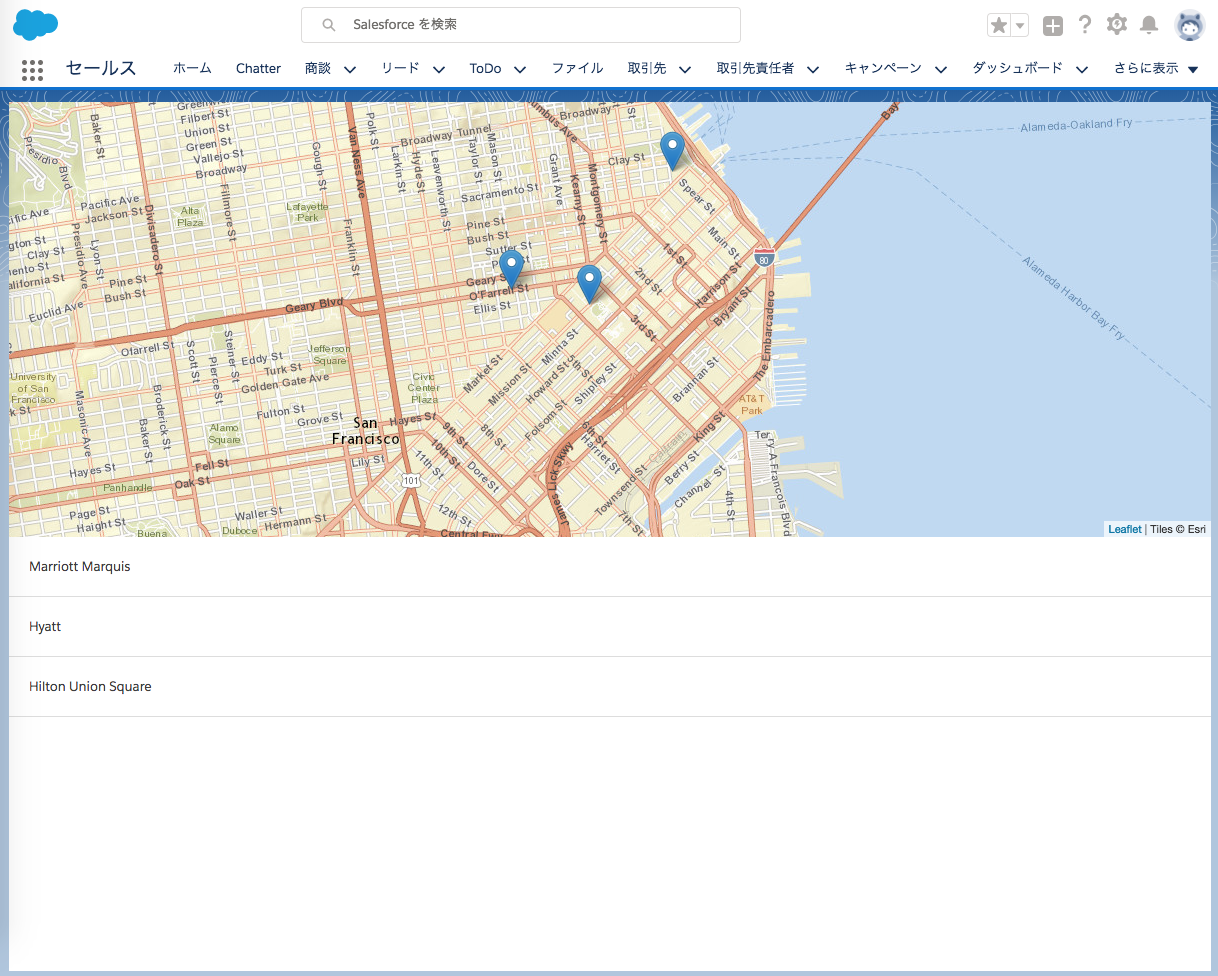 Salesforce を検索
セールス
ホーム
Chatter
商談
リード
ToDo
ファイル
取引先
取引先責任者
キャンペーン
ダッシュボード
さらに表示
Filbert St
Union St
Green St
Vallejo St
Broadway
Baker St
Presidio Blvd
Pacific Ave
Jackson St
Divisadero St
Fillmore St
Alta
Plaza
Lafayette
Park
Gough St
Franklin St
Van Ness Ave
Polk St
Larkin St
Hyde St
Leavenworth St
Broadway Tunnel
Taylor St
Mason St
Sacramento St
Grant Ave
Kearny St
Montgomery St
Broadway
Clay St
Spear St
Main St
1st St
2nd St
Harrison St
Bryant St
3rd St
80
The Embarcadero
Bay
Alameda-Oakland Fry
Alameda Harbor Bay Fry
Pine St
Bush St
Sutter St
Geary St
O'Farrell St
Ellis St
Clay St
Presidio Ave
Lyon St
Pine St
Bush St
Euclid Ave
Geary Blvd
Ofarrell St
Scott St
Pierce St
Steiner St
Eddy St
Turk St
Golden Gate Ave
Jefferson
Square
University
of San
Francisco
Masonic Ave
Broderick St
Baker St
Fulton St
Grove St
Alamo
Square
Civic
Center
Plaza
San
Francisco
Hayes St
Market St
Mission St
Minna St
Howard St
5th St
Shipley St
Folsom St
6th St
Harriet St
Brannan St
AT&T
Park
King St
Berry St
Channel St
Townsend St
7th St
4th St
Terry A Francois Blvd
James Lick Skwy
8th St
9th St
10th St
11th St
12th St
Dore St
Lily St
101
Hayes St
Fell St
Oak St
Panhandle
Page St
Haight St
Waller St
Hermann St
Buena
Duboce
Central Fwy
Leaflet | Tiles © Esri
Marriott Marquis
Hyatt
Hilton Union Square